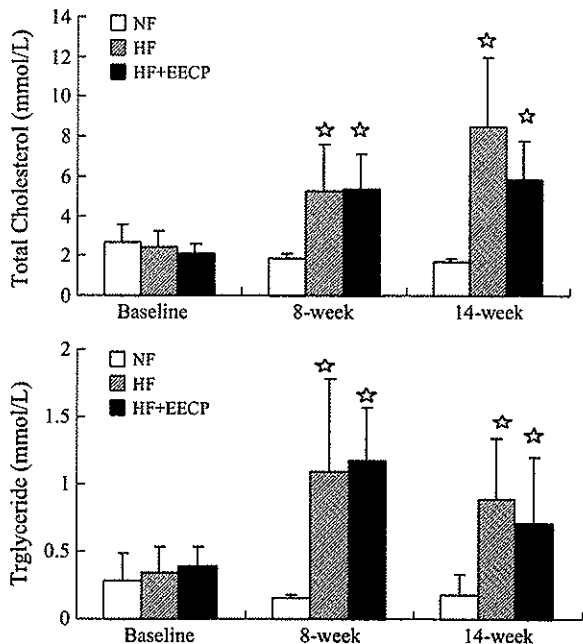 Total Cholesterol (mmol/L)
14
12
10
8
6
4
2
0
NF
HF
HF+EECP
☆
☆
☆
☆
Baseline
8-week
14-week
Trglyceride (mmol/L)
2
1.5
1
0.5
0
NF
HF
HF+EECP
☆
☆
☆
☆
Baseline
8-week
14-week